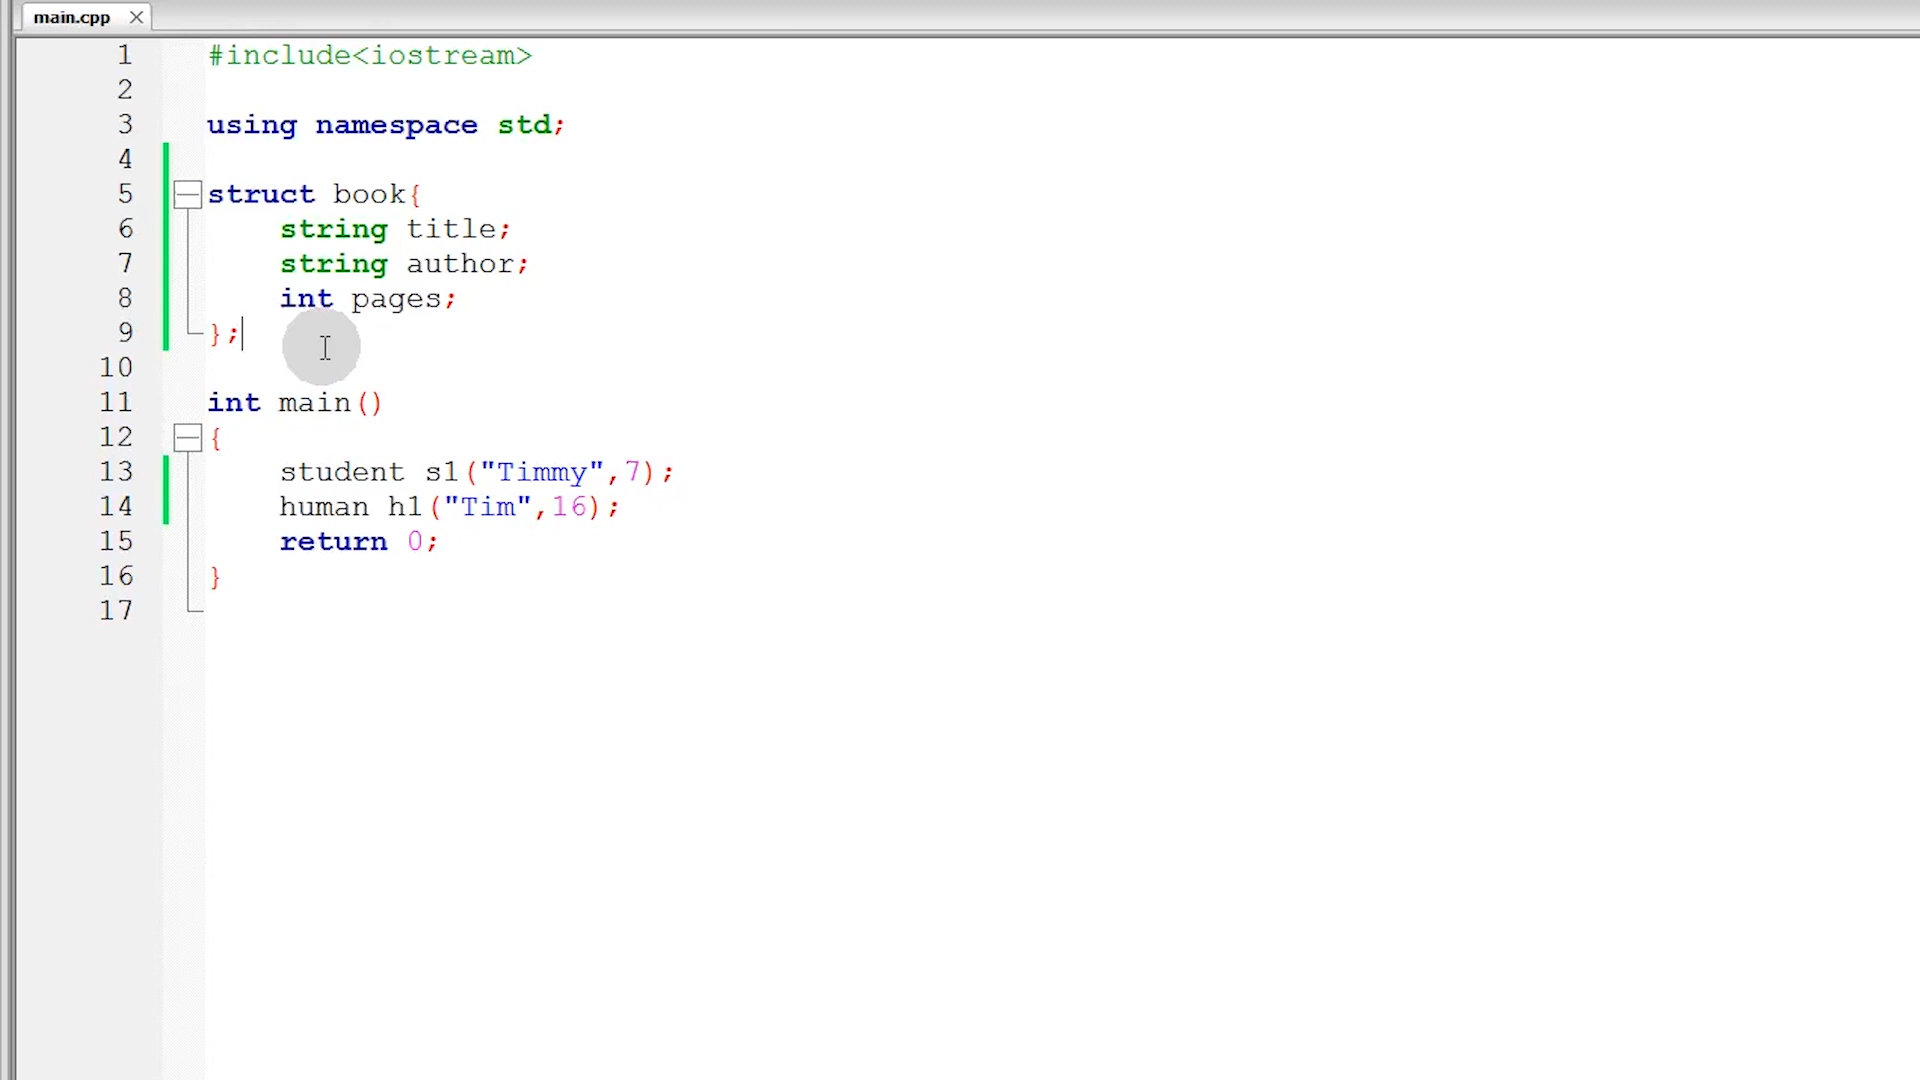 main.cpp
1 #include<iostream>
2
3 using namespace std;
4
5 struct book{
6 string title;
7 string author;
8 int pages;
9 };
10
11 int main()
12 {
13 student s1("Timmy",7);
14 human h1("Tim",16);
15 return 0;
16 }
17